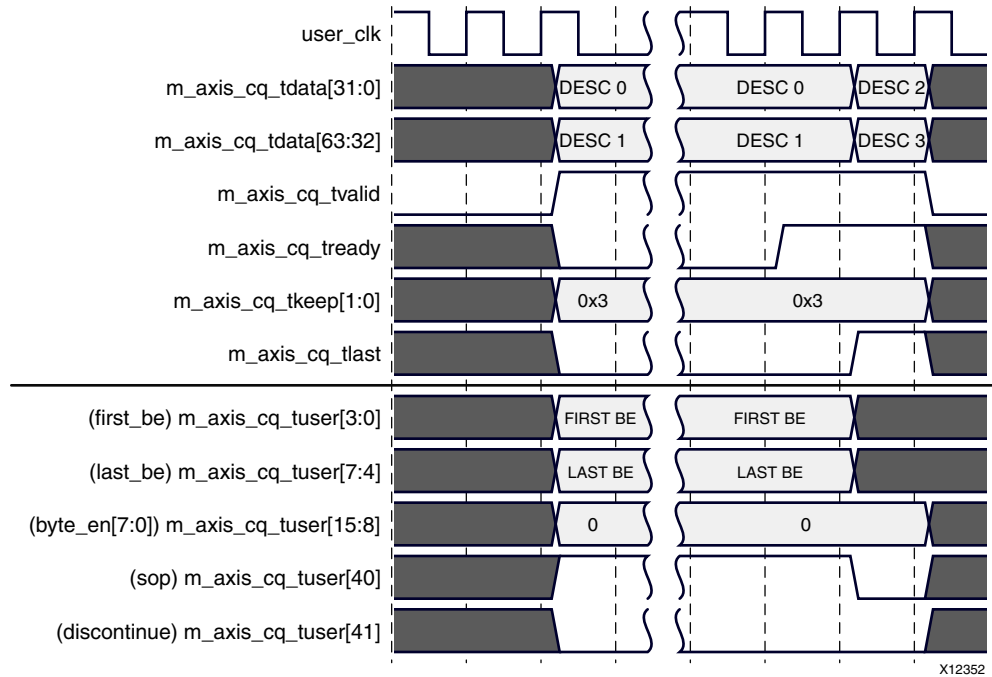 user_clk
m_axis_cq_tdata[31:0] DESC 0 DESC 0 DESC 2
m_axis_cq_tdata[63:32] DESC 1 DESC 1 DESC 3
m_axis_cq_tvalid
m_axis_cq_tready
m_axis_cq_tkeep[1:0] 0x3 0x3
m_axis_cq_tlast
(first_be) m_axis_cq_tuser[3:0] FIRST BE FIRST BE
(last_be) m_axis_cq_tuser[7:4] LAST BE LAST BE
(byte_en[7:0]) m_axis_cq_tuser[15:8] 0 0
(sop) m_axis_cq_tuser[40]
(discontinue) m_axis_cq_tuser[41]
X12352